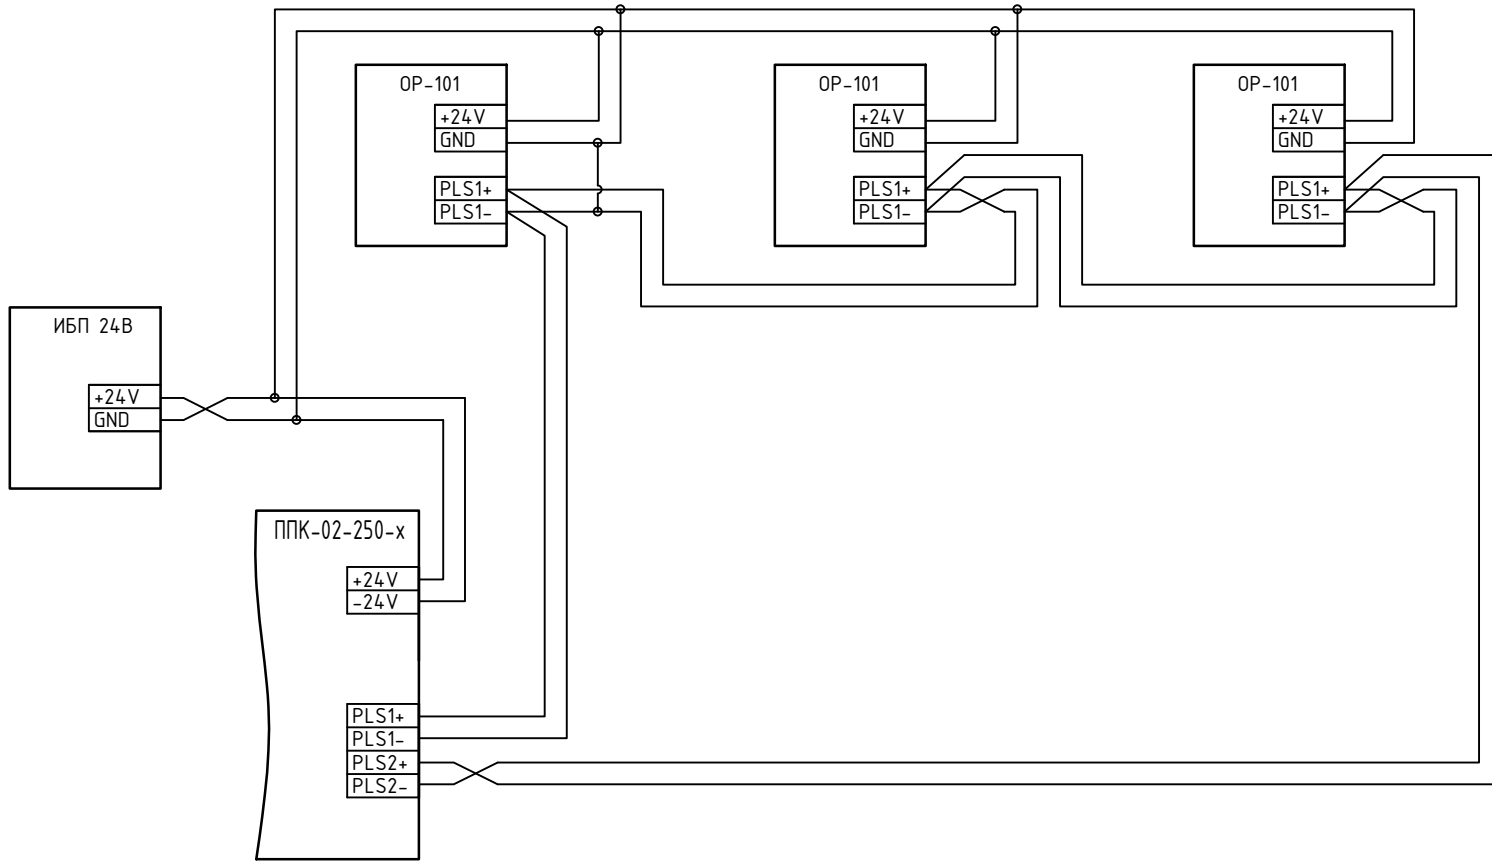 ОР-101
+24V
GND
PLS1+
PLS1-
ОР-101
+24V
GND
PLS1+
PLS1-
ОР-101
+24V
GND
PLS1+
PLS1-
ИБП 24В
+24V
GND
ППК-02-250-х
+24V
-24V
PLS1+
PLS1-
PLS2+
PLS2-